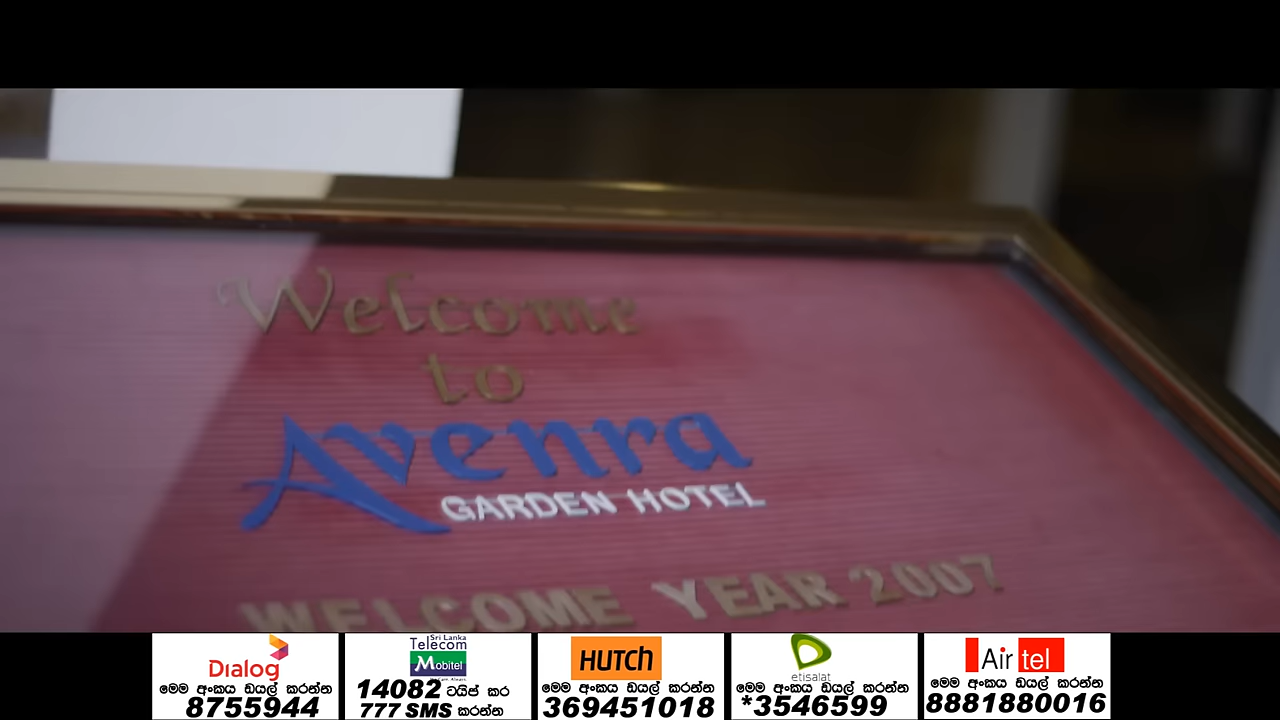 Welcome
to
Avenra
GARDEN HOTEL
WELCOME YEAR 2007
Dialog
මෙම අංකය ඩයල් කරන්න
8755944
Sri Lanka
Telecom
Mobitel
14082 ටයිප් කර
777 SMS කරන්න
HUTCH
මෙම අංකය ඩයල් කරන්න
369451018
etisalat
මෙම අංකය ඩයල් කරන්න
*3546599
Airtel
මෙම අංකය ඩයල් කරන්න
8881880016